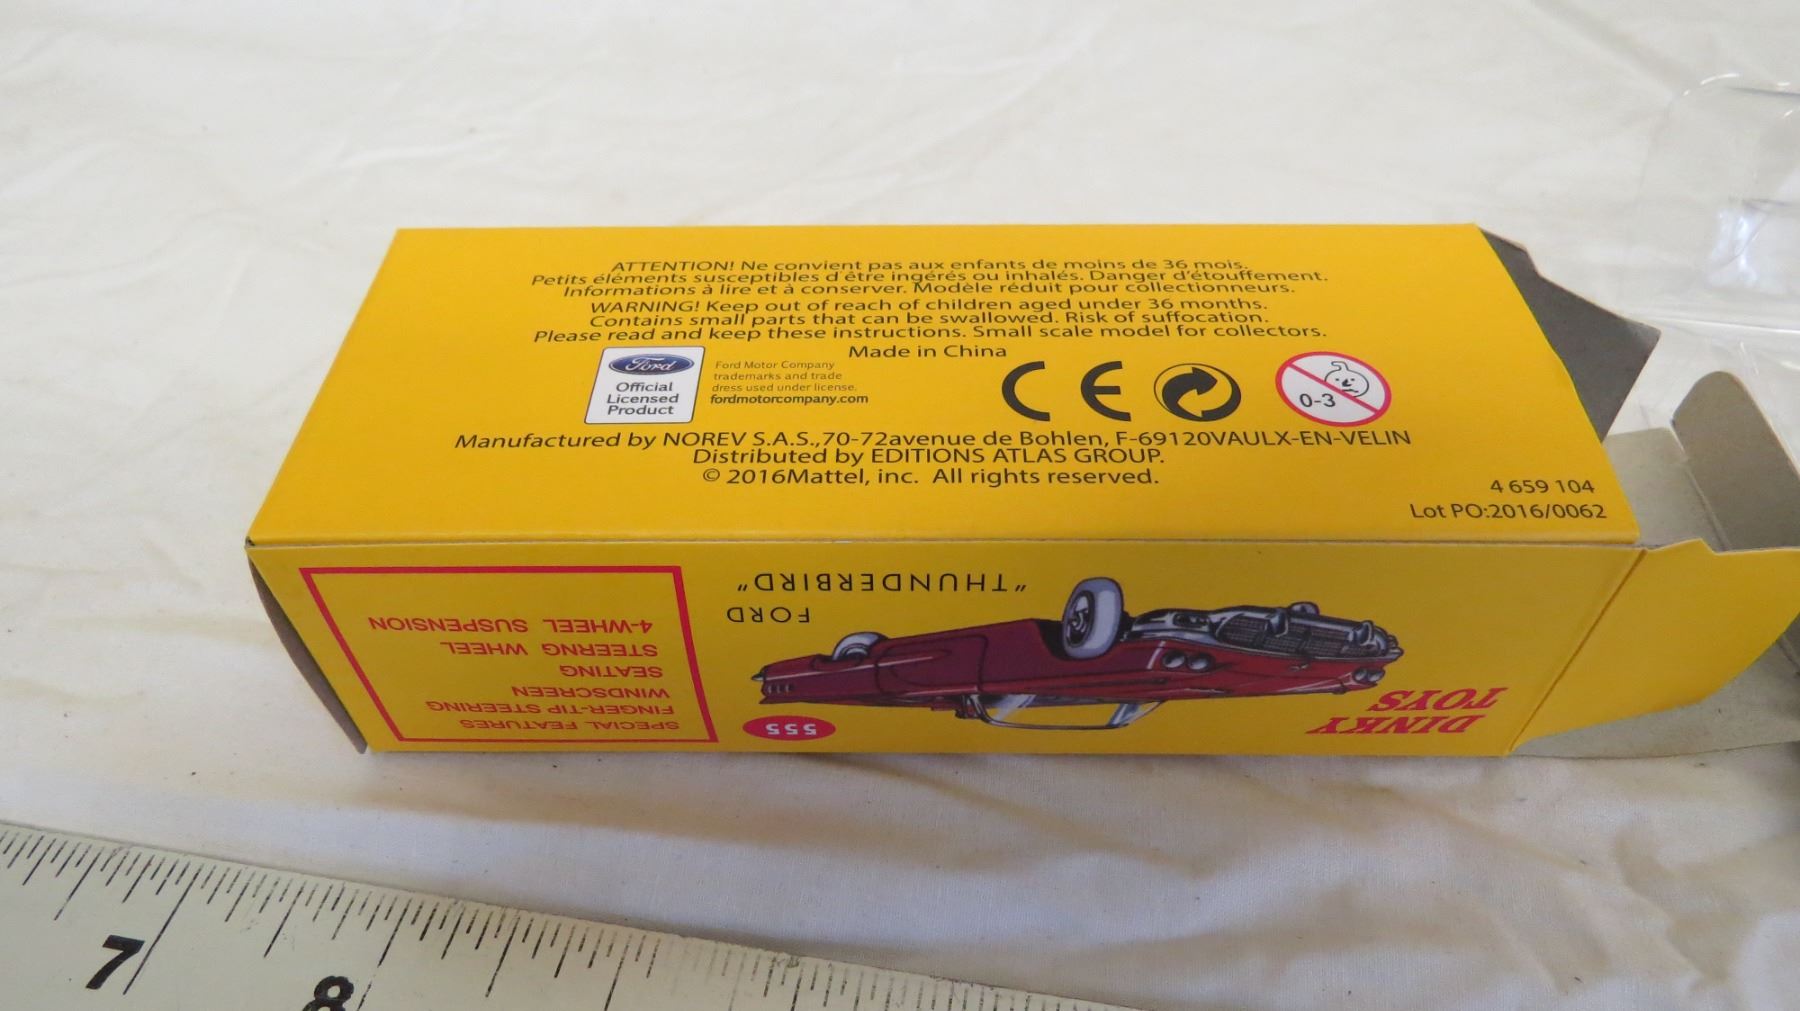 ATTENTION! Ne convient pas aux enfants de moins de 36 mois.
Petits éléments susceptibles d'être ingérés ou inhalés. Danger d'étouffement.
Informations à lire et à conserver. Modèle réduit pour collectionneurs.
WARNING! Keep out of reach of children aged under 36 months.
Contains small parts that can be swallowed. Risk of suffocation.
Please read and keep these instructions. Small scale model for collectors.
Made in China
Ford
Official
Licensed
Product
Ford Motor Company
trademarks and trade
dress used under license.
fordmotorcompany.com
CE
0-3
Manufactured by NOREV S.A.S.,70-72avenue de Bohlen, F-69120VAULX-EN-VELIN
Distributed by EDITIONS ATLAS GROUP.
© 2016Mattel, inc. All rights reserved.
4 659 104
Lot PO:2016/0062
DINKY
TOYS
555
FORD
"THUNDERBIRD"
SPECIAL FEATURES
FINGER-TIP STEERING
WINDSCREEN
SEATING
STEERNG WHEEL
4-WHEEL SUSPENSION
7
8